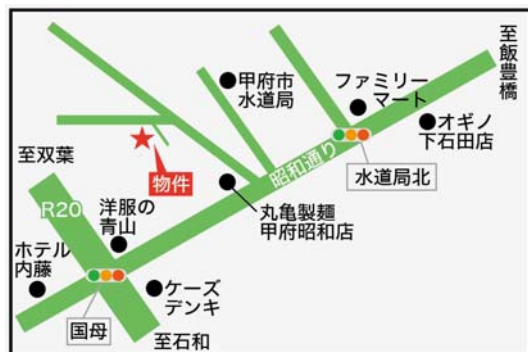 至飯豊橋
甲府市
水道局
ファミリー
マート
オギノ
下石田店
至双葉
物件
昭和通り
水道局北
R20
洋服の
青山
丸亀製麺
甲府昭和店
ホテル
内藤
ケーズ
デンキ
国母
至石和